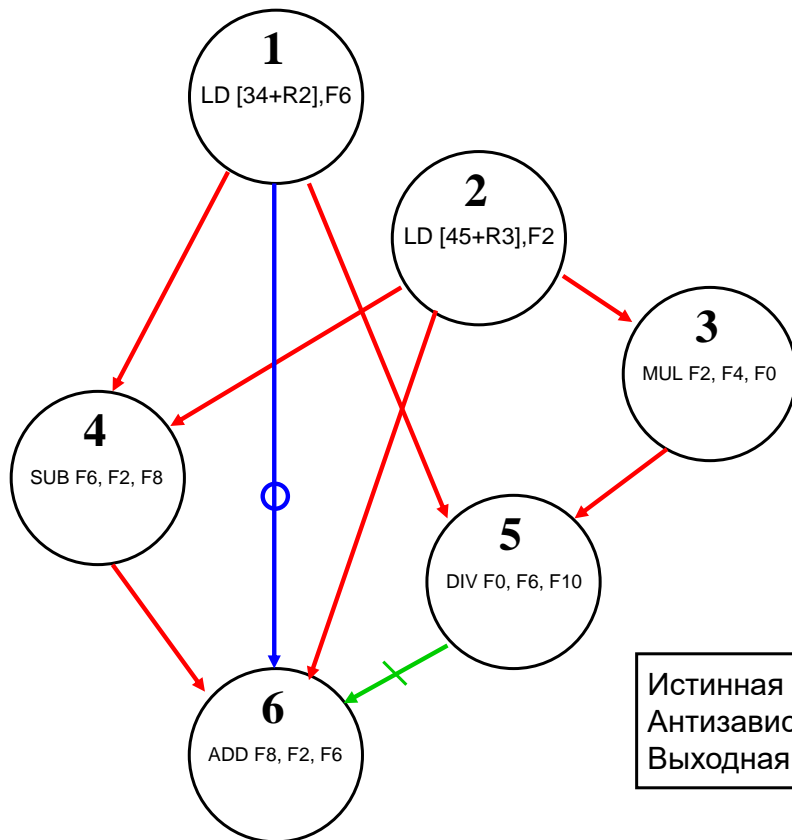 1
LD [34+R2],F6
2
LD [45+R3],F2
3
MUL F2, F4, F0
4
SUB F6, F2, F8
5
DIV F0, F6, F10
6
ADD F8, F2, F6
Истинная
Антизавис
Выходная